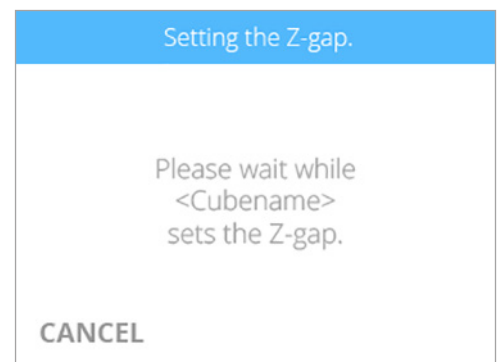 Setting the Z-gap.
Please wait while
<Cubename>
sets the Z-gap.
CANCEL